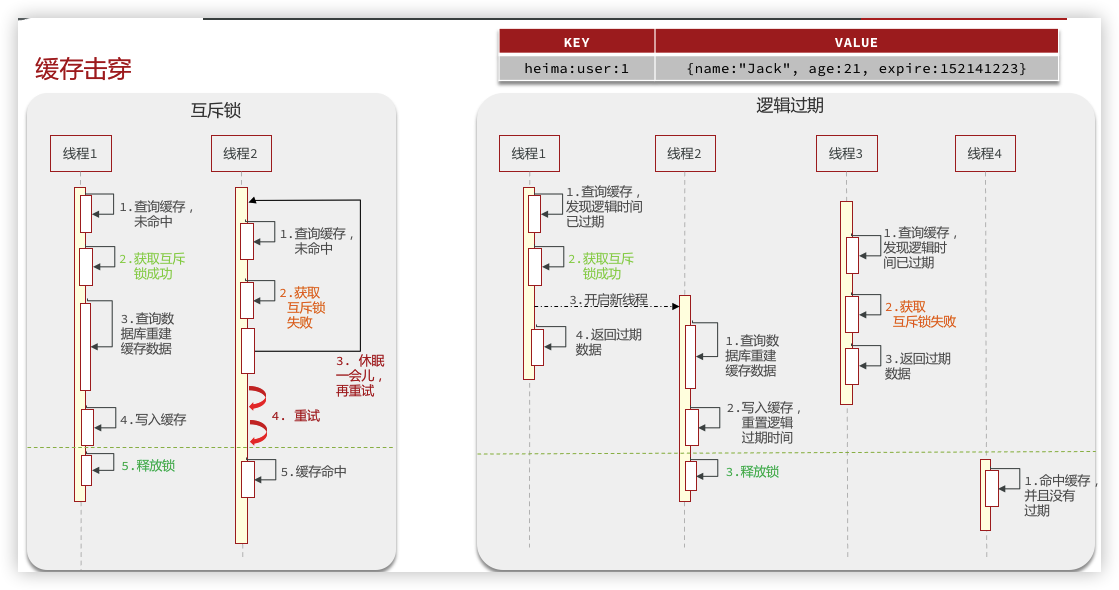 缓存击穿
KEY
VALUE
heima:user:1
{name:"Jack", age:21, expire:152141223}
互斥锁
线程1
线程2
1.查询缓存，
未命中
2.获取互斥
锁成功
3.查询数
据库重建
缓存数据
4.写入缓存
5.释放锁
1.查询缓存，
未命中
2.获取
互斥锁
失败
3. 休眠
一会儿，
再重试
4. 重试
5.缓存命中
逻辑过期
线程1
线程2
线程3
线程4
1.查询缓存，
发现逻辑时间
已过期
2.获取互斥
锁成功
3.开启新线程
4.返回过期
数据
1.查询数
据库重建
缓存数据
2.写入缓存，
重置逻辑
过期时间
3.释放锁
1.查询缓存，
发现逻辑时
间已过期
2.获取
互斥锁失败
3.返回过期
数据
1.命中缓存，
并且没有
过期